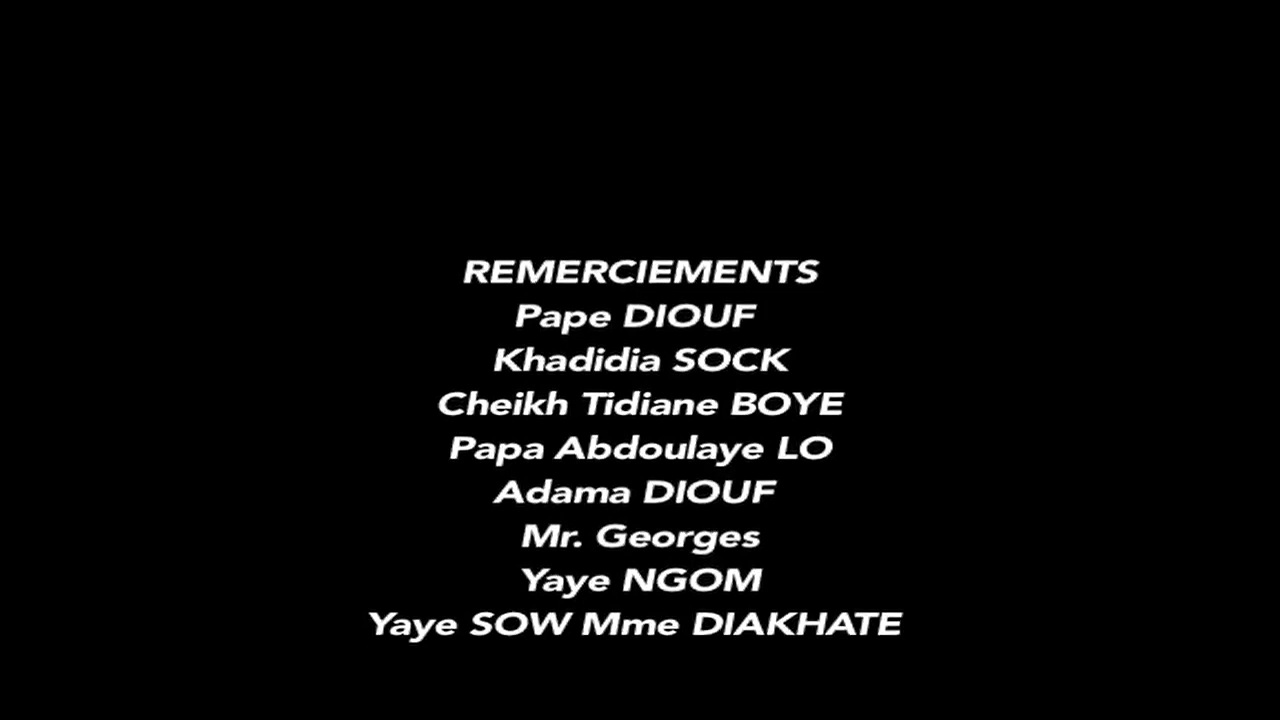 REMERCIEMENTS
Pape DIOUF
Khadidia SOCK
Cheikh Tidiane BOYE
Papa Abdoulaye LO
Adama DIOUF
Mr. Georges
Yaye NGOM
Yaye SOW Mme DIAKHATE